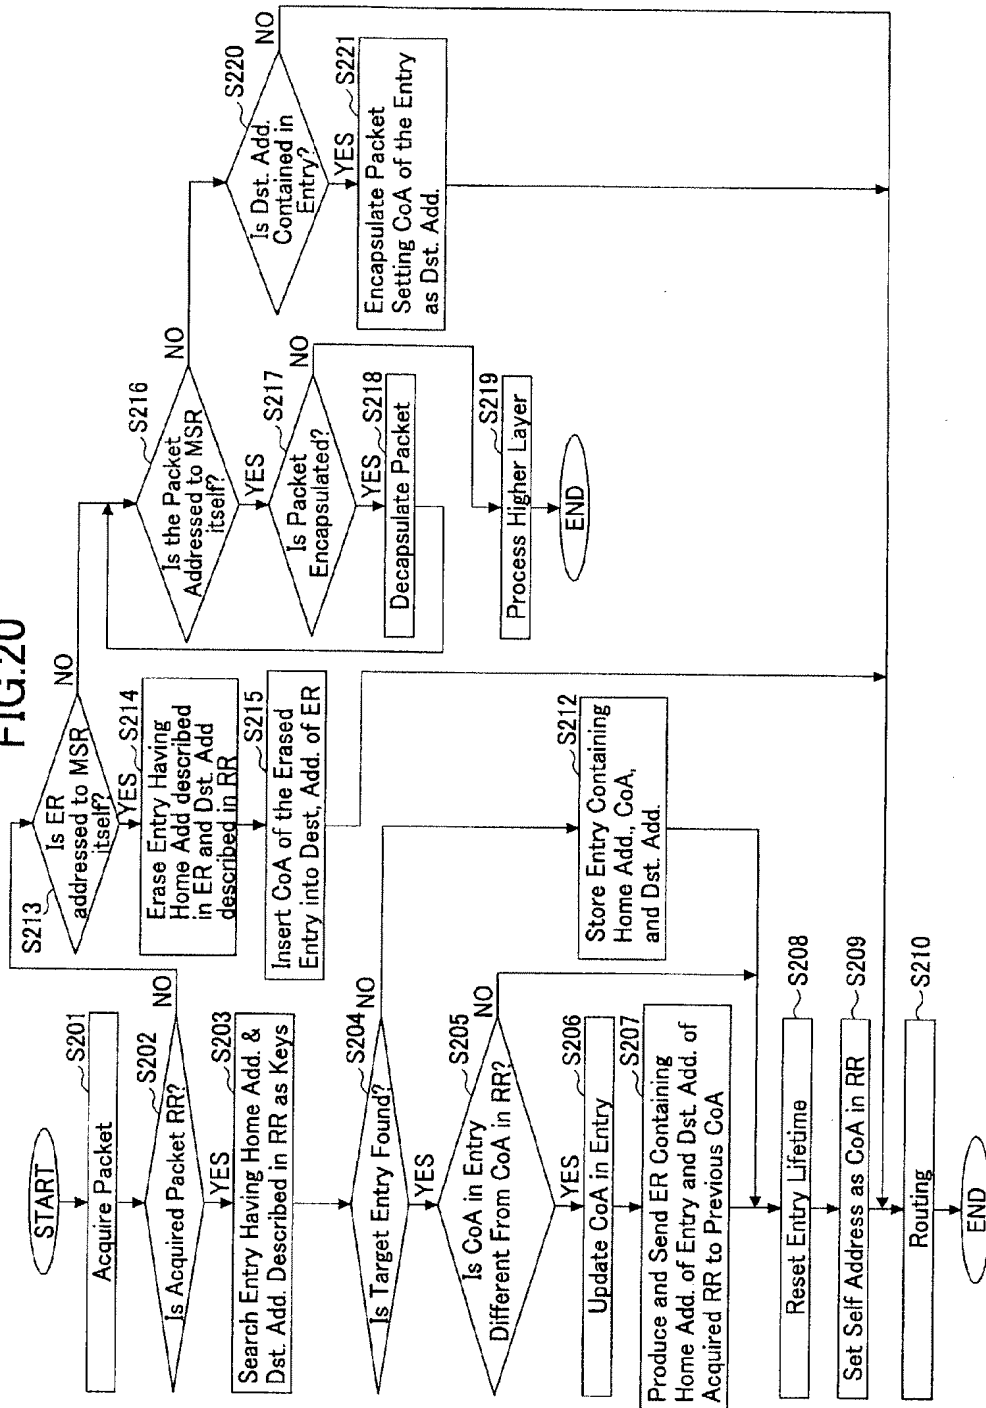 FIG.20
START
S201
Acquire Packet
S202
Is Acquired Packet RR?
NO
YES
S203
Search Entry Having Home Add. &
Dst. Add. Described in RR as Keys
S204
Is Target Entry Found?
NO
YES
S205
Is CoA in Entry
Different From CoA in RR?
NO
YES
S206
Update CoA in Entry
S207
Produce and Send ER Containing
Home Add. of Entry and Dst. Add. of
Acquired RR to Previous CoA
S208
Reset Entry Lifetime
S209
Set Self Address as CoA in RR
S210
Routing
END
S212
Store Entry Containing
Home Add., CoA,
and Dst. Add.
S213
Is ER
addressed to MSR
itself?
NO
YES
S214
Erase Entry Having
Home Add described
in ER and Dst. Add
described in RR
S215
Insert CoA of the Erased
Entry into Dest, Add. of ER
S216
Is the Packet
Addressed to MSR
itself?
NO
YES
S217
Is Packet
Encapsulated?
NO
YES
S218
Decapsulate Packet
S219
Process Higher Layer
END
S220
Is Dst. Add.
Contained in
Entry?
NO
YES
S221
Encapsulate Packet
Setting CoA of the Entry
as Dst. Add.